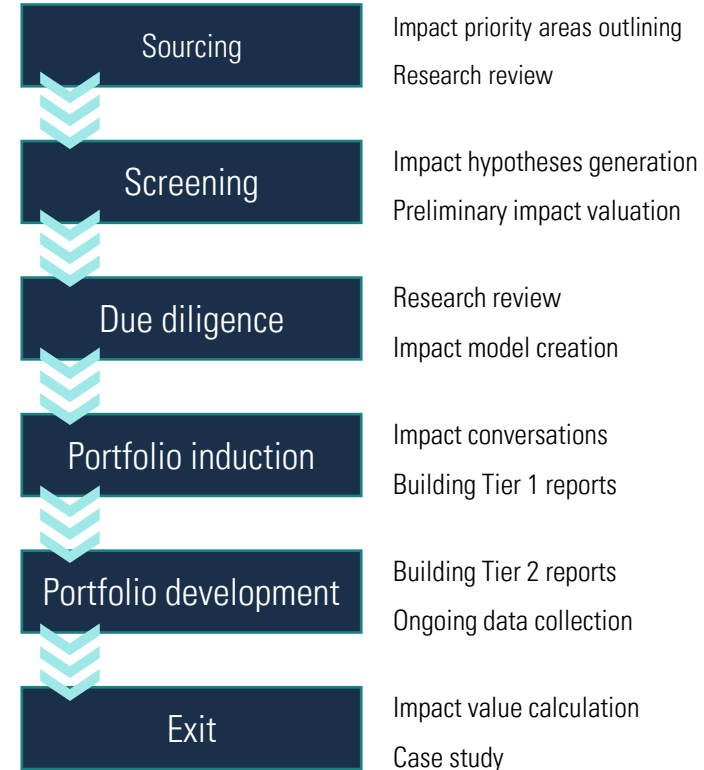 Sourcing
Impact priority areas outlining
Research review
Screening
Impact hypotheses generation
Preliminary impact valuation
Due diligence
Research review
Impact model creation
Portfolio induction
Impact conversations
Building Tier 1 reports
Portfolio development
Building Tier 2 reports
Ongoing data collection
Exit
Impact value calculation
Case study